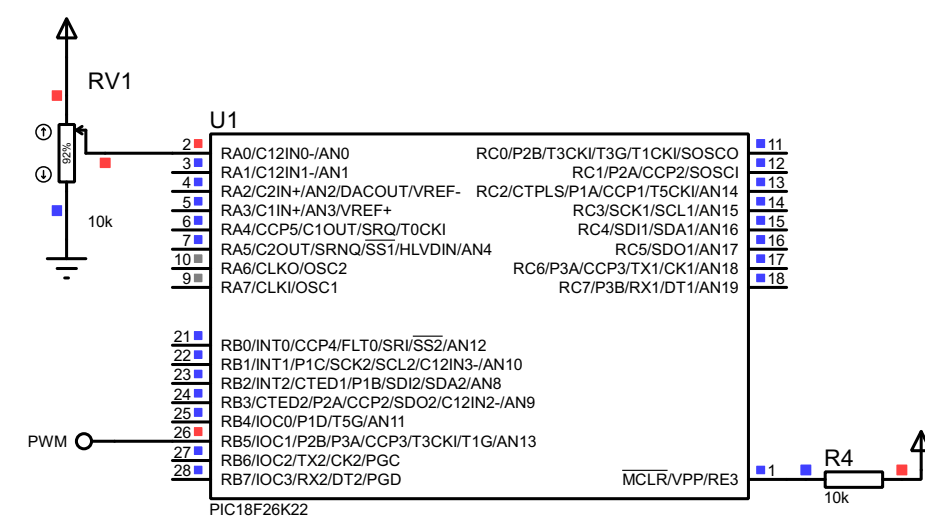 RV1
92%
10k
U1
2 RA0/C12IN0-/AN0
3 RA1/C12IN1-/AN1
4 RA2/C2IN+/AN2/DACOUT/VREF-
5 RA3/C1IN+/AN3/VREF+
6 RA4/CCP5/C1OUT/SRQ/T0CKI
7 RA5/C2OUT/SRNQ/SS1/HLVDIN/AN4
10 RA6/CLKO/OSC2
9 RA7/CLKI/OSC1
RC0/P2B/T3CKI/T3G/T1CKI/SOSCO 11
RC1/P2A/CCP2/SOSCI 12
RC2/CTPLS/P1A/CCP1/T5CKI/AN14 13
RC3/SCK1/SCL1/AN15 14
RC4/SDI1/SDA1/AN16 15
RC5/SDO1/AN17 16
RC6/P3A/CCP3/TX1/CK1/AN18 17
RC7/P3B/RX1/DT1/AN19 18
21 RB0/INT0/CCP4/FLT0/SRI/SS2/AN12
22 RB1/INT1/P1C/SCK2/SCL2/C12IN3-/AN10
23 RB2/INT2/CTED1/P1B/SDI2/SDA2/AN8
24 RB3/CTED2/P2A/CCP2/SDO2/C12IN2-/AN9
25 RB4/IOC0/P1D/T5G/AN11
PWM 26 RB5/IOC1/P2B/P3A/CCP3/T3CKI/T1G/AN13
27 RB6/IOC2/TX2/CK2/PGC
28 RB7/IOC3/RX2/DT2/PGD
MCLR/VPP/RE3 1
R4
10k
PIC18F26K22